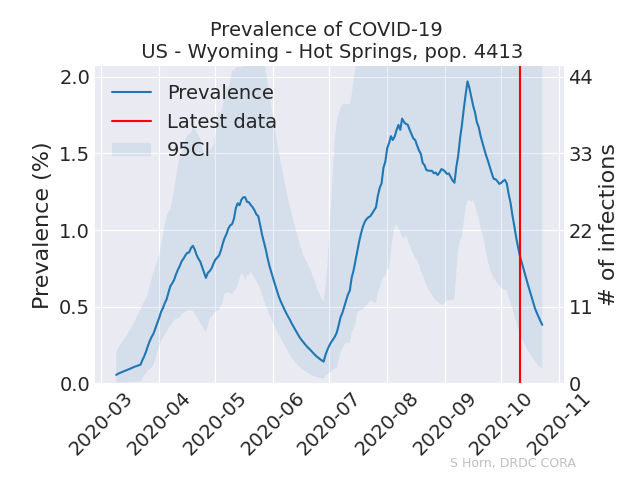 Prevalence of COVID-19
US - Wyoming - Hot Springs, pop. 4413
Prevalence
Latest data
95CI
Prevalence (%)
2.0
1.5
1.0
0.5
0.0
# of infections
44
33
22
11
0
2020-03
2020-04
2020-05
2020-06
2020-07
2020-08
2020-09
2020-10
2020-11
S Horn, DRDC CORA